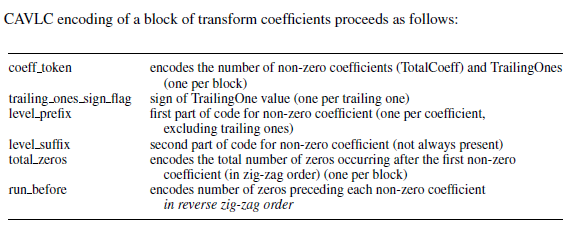 CAVLC encoding of a block of transform coefficients proceeds as follows:
coeff_token encodes the number of non-zero coefficients (TotalCoeff) and TrailingOnes
(one per block)
trailing_ones_sign_flag sign of TrailingOne value (one per trailing one)
level_prefix first part of code for non-zero coefficient (one per coefficient,
excluding trailing ones)
level_suffix second part of code for non-zero coefficient (not always present)
total_zeros encodes the total number of zeros occurring after the first non-zero
coefficient (in zig-zag order) (one per block)
run_before encodes number of zeros preceding each non-zero coefficient
in reverse zig-zag order